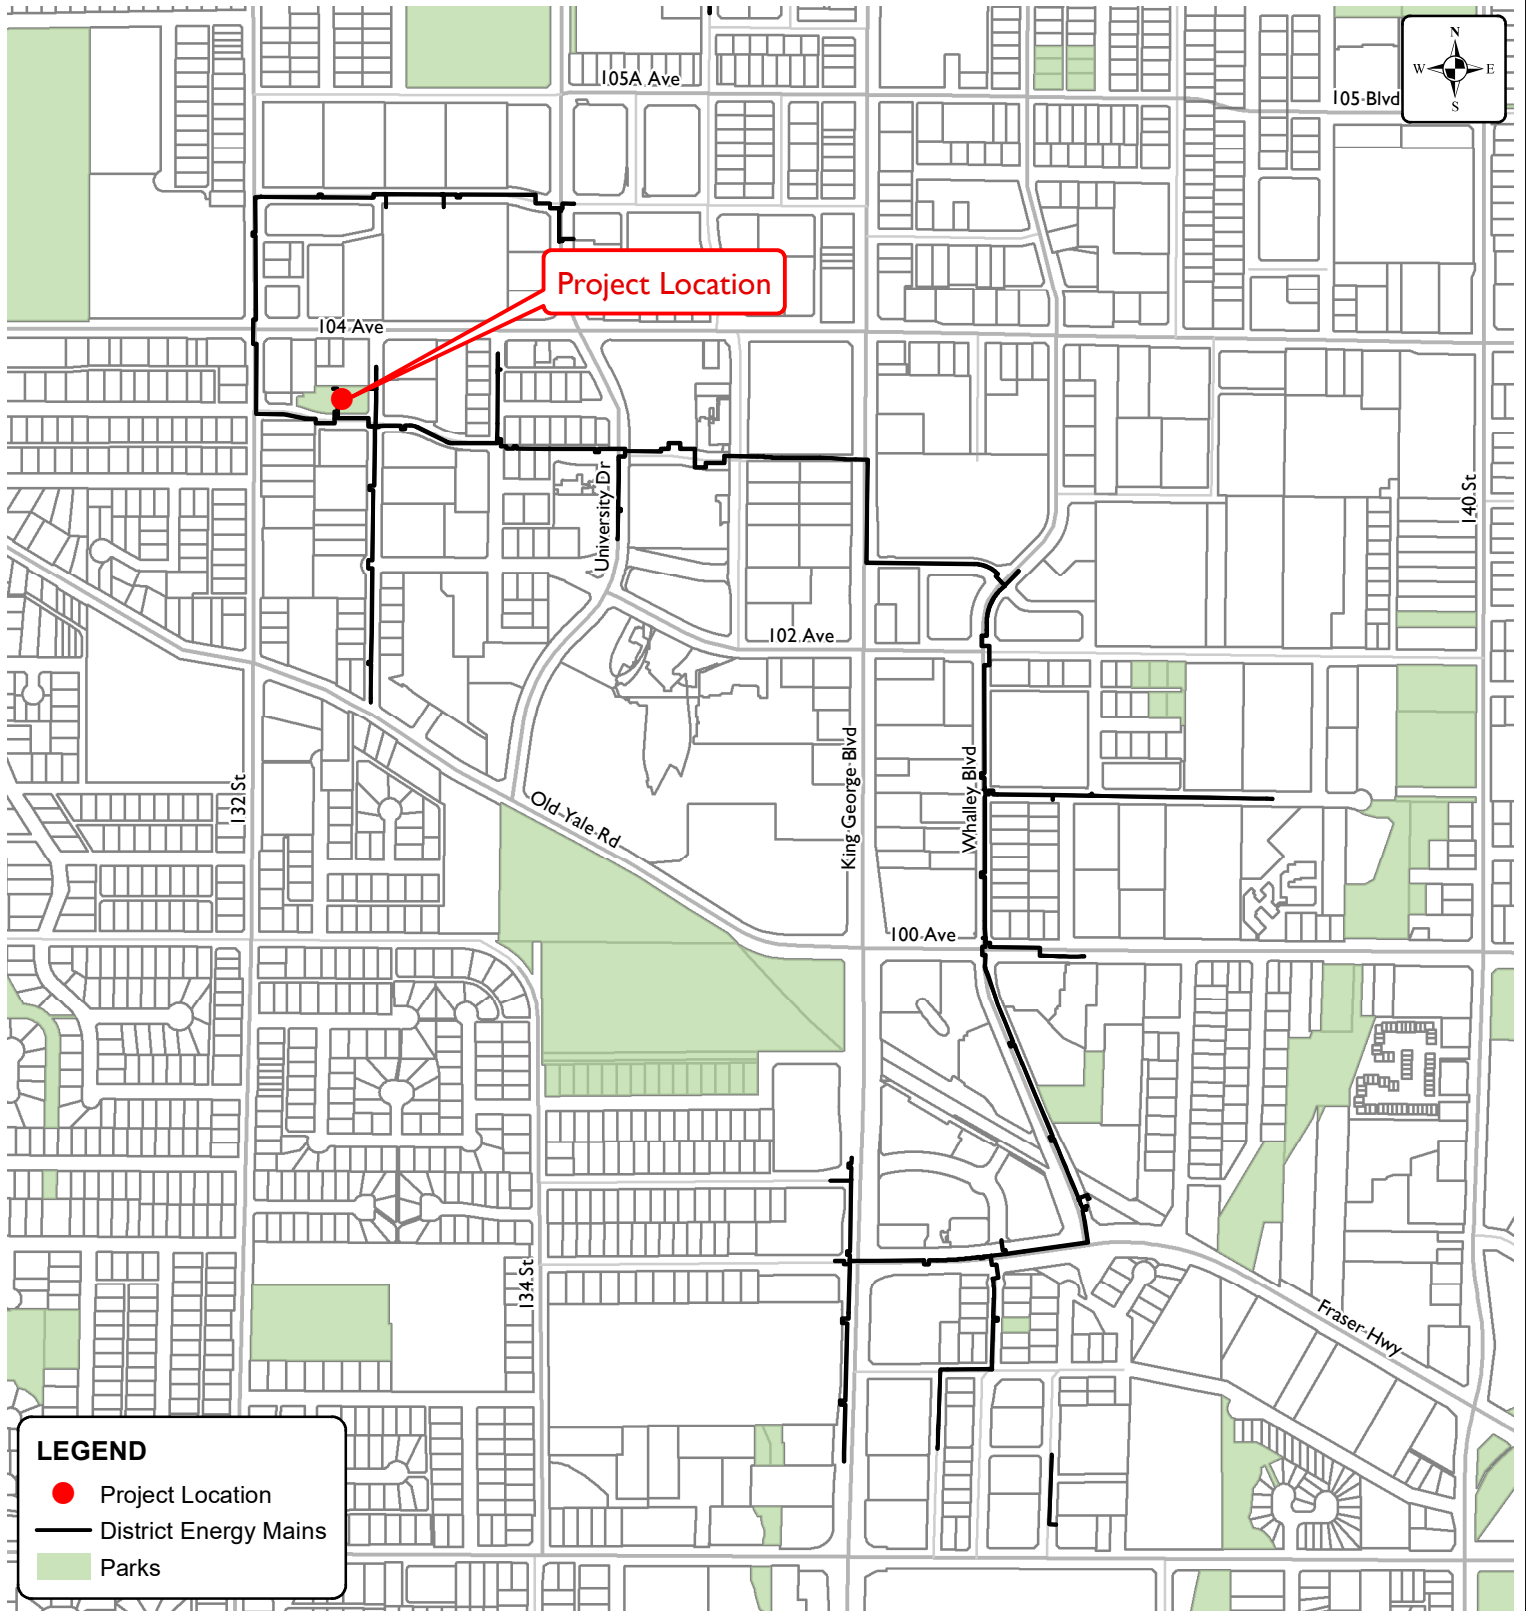 105A Ave
105 Blvd
N
W E
S
Project Location
104 Ave
University Dr
140 St
102 Ave
King George Blvd
Whalley Blvd
132 St
Old Yale Rd
100 Ave
134 St
Fraser Hwy
LEGEND
Project Location
District Energy Mains
Parks